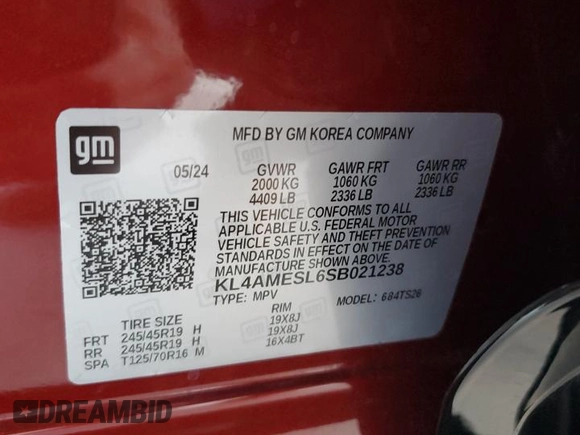 gm
MFD BY GM KOREA COMPANY
05/24 GVWR GAWR FRT GAWR RR
2000 KG 1060 KG 1060 KG
4409 LB 2336 LB 2336 LB
THIS VEHICLE CONFORMS TO ALL
APPLICABLE U.S. FEDERAL MOTOR
VEHICLE SAFETY AND THEFT PREVENTION
STANDARDS IN EFFECT ON THE DATE OF
MANUFACTURE SHOWN ABOVE.
KL4AMESL6SB021238
TYPE: MPV MODEL: 684TS26
TIRE SIZE RIM
FRT 245/45R19 H 19X8J
RR 245/45R19 H 19X8J
SPA T125/70R16 M 16X4BT
DREAMBID